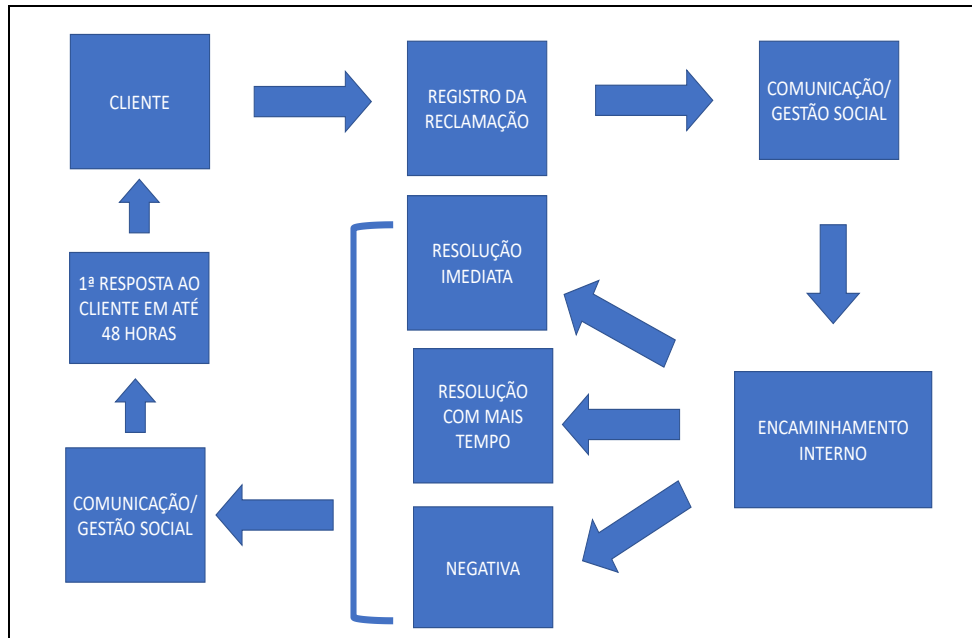 CLIENTE
REGISTRO DA
RECLAMAÇÃO
COMUNICAÇÃO/
GESTÃO SOCIAL
ENCAMINHAMENTO
INTERNO
RESOLUÇÃO
IMEDIATA
RESOLUÇÃO
COM MAIS
TEMPO
NEGATIVA
COMUNICAÇÃO/
GESTÃO SOCIAL
1ª RESPOSTA AO
CLIENTE EM ATÉ
48 HORAS